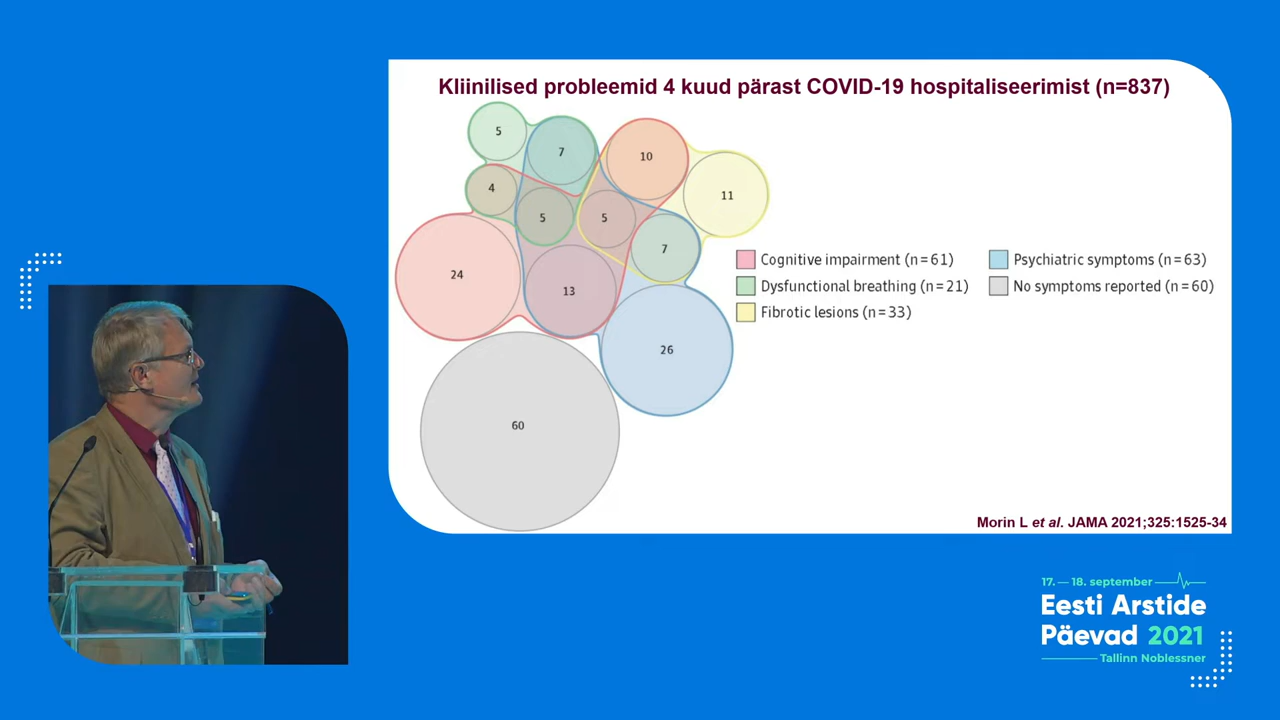 Kliinilised probleemid 4 kuud pärast COVID-19 hospitaliseerimist (n=837)
5
7
10
4
11
5
5
7
24
13
26
60
Cognitive impairment (n=61)
Psychiatric symptoms (n=63)
Dysfunctional breathing (n=21)
No symptoms reported (n=60)
Fibrotic lesions (n=33)
Morin L et al. JAMA 2021;325:1525-34
17. — 18. september
Eesti Arstide
Päevad 2021
Tallinn Noblessner